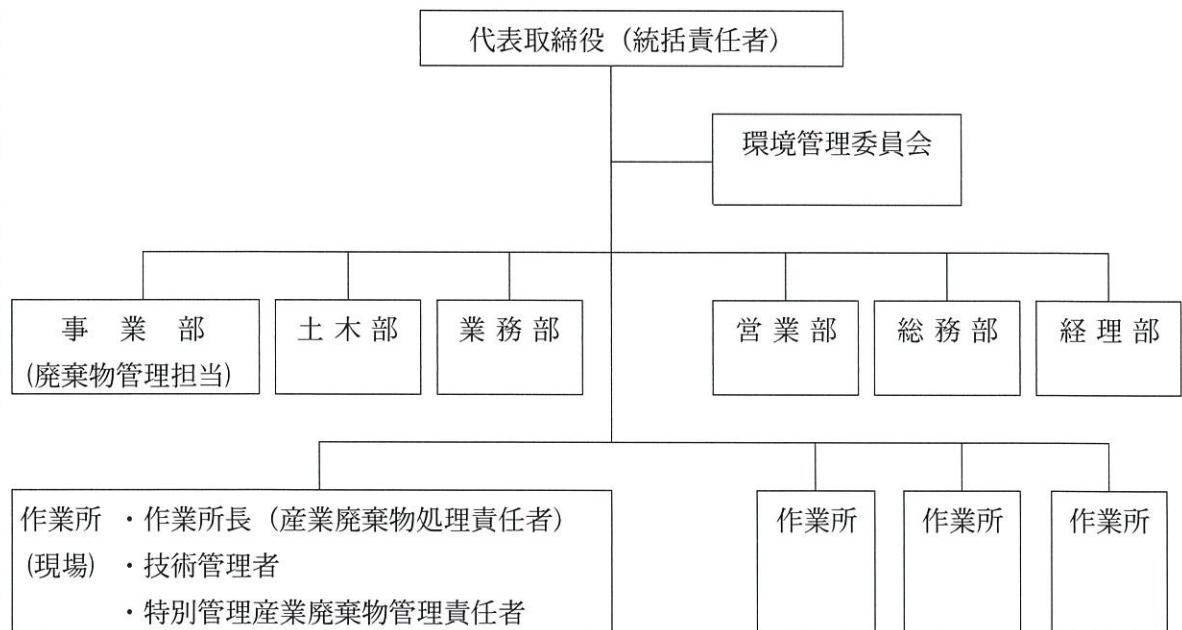 代表取締役（統括責任者）
環境管理委員会
事 業 部
(廃棄物管理担当)
土 木 部
業 務 部
営 業 部
総 務 部
経 理 部
作業所 ・作業所長（産業廃棄物処理責任者）
(現場) ・技術管理者
・特別管理産業廃棄物管理責任者
作業所
作業所
作業所